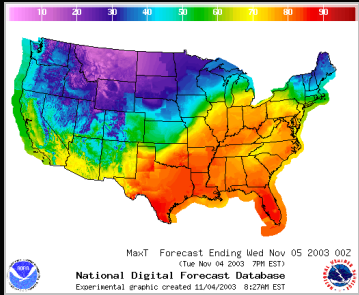 10 20 30 40 50 60 70 80 90
MaxT Forecast Ending Wed Nov 05 2003 00Z
(Tue Nov 04 2003 7PM EST)
National Digital Forecast Database
Experimental graphic created 11/04/2003 8:27AM EST
NOAA